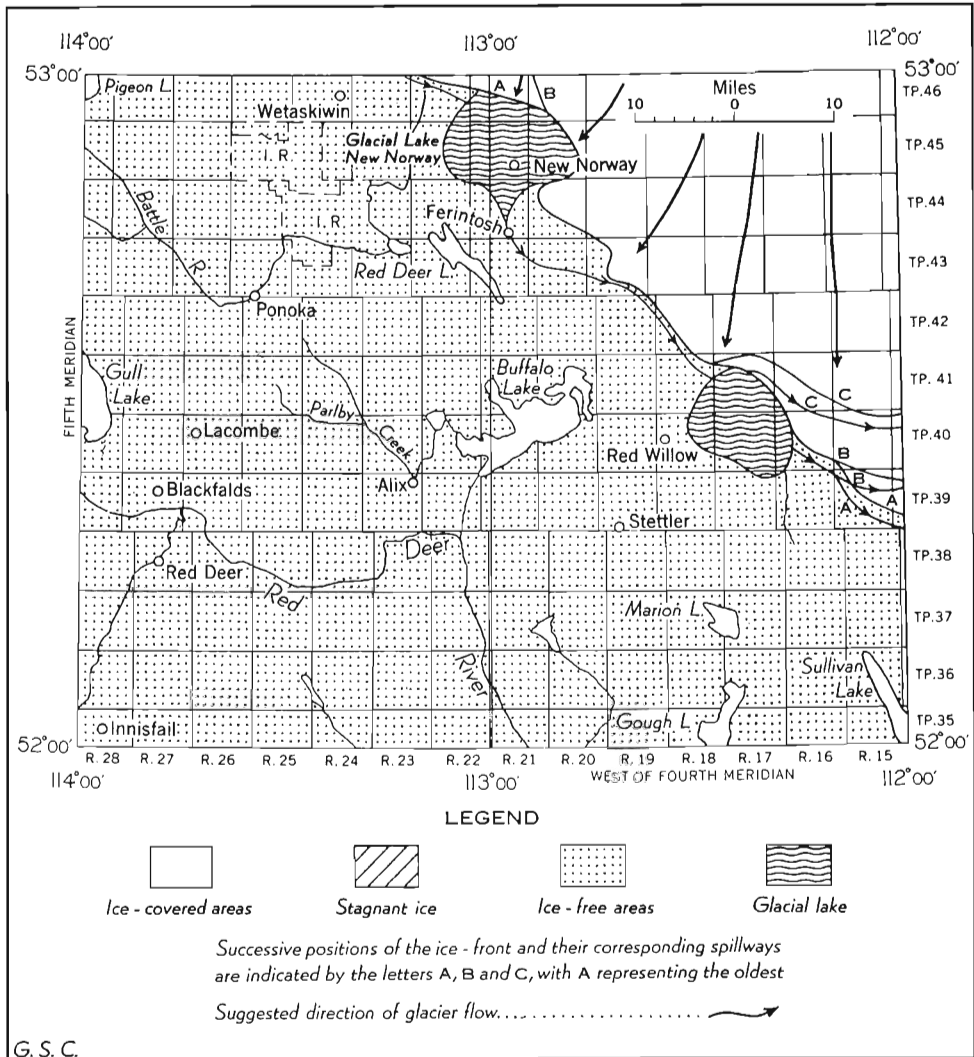 114°00′ 113°00′ 112°00′
53°00′ 53°00′
Pigeon L. A B Miles TP. 46
Wetaskiwin 10 0 10
Glacial Lake
New Norway
I. R. New Norway TP. 45
Battle R. I. R. Ferintosh TP. 44
Red Deer L. TP. 43
Ponoka TP. 42
FIFTH MERIDIAN
Gull
Lake
Buffalo
Lake
C C TP. 41
Parlby
Creek
Lacombe Red Willow TP. 40
B
Alix B
Blackfalds A A TP. 39
Stettler
Red Deer Deer TP. 38
Red
Marion L. TP. 37
River Sullivan
Lake
TP. 36
Innisfail Gough L. TP. 35
52°00′ 52°00′
R. 28 R. 27 R. 26 R. 25 R. 24 R. 23 R. 22 R. 21 R. 20 R. 19 R. 18 R. 17 R. 16 R. 15
WEST OF FOURTH MERIDIAN
114°00′ 113°00′ 112°00′
LEGEND
Ice - covered areas Stagnant ice Ice - free areas Glacial lake
Successive positions of the ice - front and their corresponding spillways
are indicated by the letters A, B and C, with A representing the oldest
Suggested direction of glacier flow....
G. S. C.